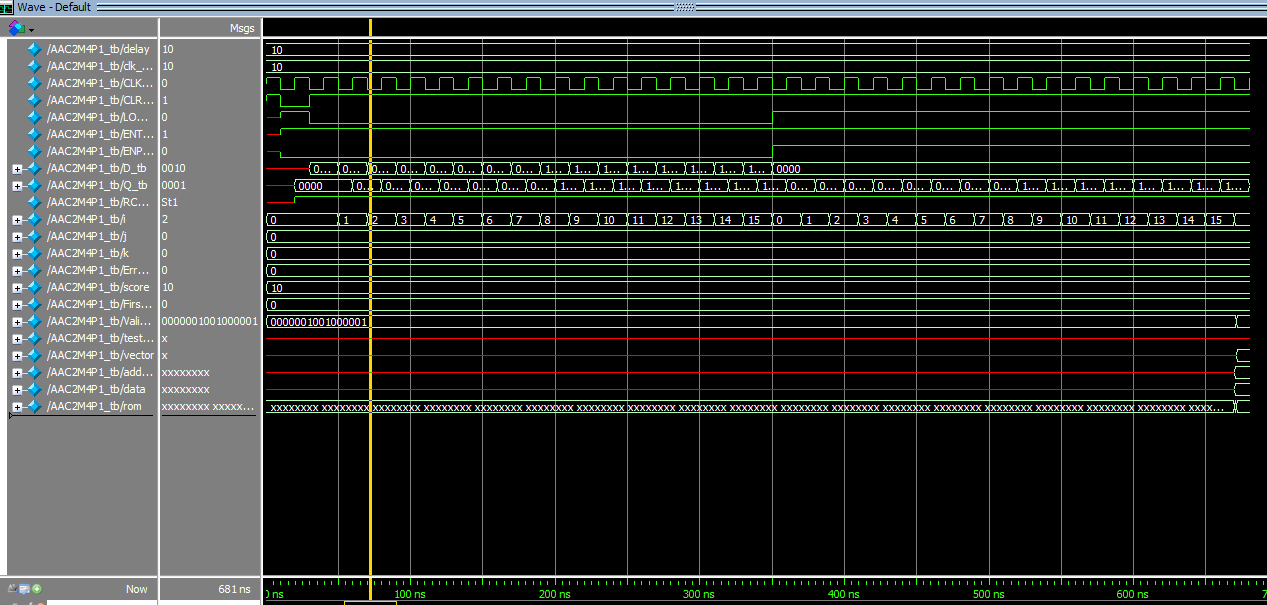 Wave - Default
Msgs
/AAC2M4P1_tb/delay 10 10
/AAC2M4P1_tb/clk_... 10 10
/AAC2M4P1_tb/CLK... 0
/AAC2M4P1_tb/CLR... 1
/AAC2M4P1_tb/LO... 0
/AAC2M4P1_tb/ENT... 1
/AAC2M4P1_tb/ENP... 0
/AAC2M4P1_tb/D_tb 0010 0... 0... 0... 0... 0... 0... 0... 0... 1... 1... 1... 1... 1... 1... 1... 1... 0000
/AAC2M4P1_tb/Q_tb 0001 0000 0... 0... 0... 0... 0... 0... 0... 1... 1... 1... 1... 1... 1... 1... 1... 0... 0... 0... 0... 0... 0... 0... 0... 1... 1... 1... 1... 1... 1... 1... 1...
/AAC2M4P1_tb/RC... St1
/AAC2M4P1_tb/i 2 0 1 2 3 4 5 6 7 8 9 10 11 12 13 14 15 0 1 2 3 4 5 6 7 8 9 10 11 12 13 14 15
/AAC2M4P1_tb/j 0 0
/AAC2M4P1_tb/k 0 0
/AAC2M4P1_tb/Err... 0 0
/AAC2M4P1_tb/score 10 10
/AAC2M4P1_tb/Firs... 0 0
/AAC2M4P1_tb/Vali... 0000001001000001 0000001001000001
/AAC2M4P1_tb/test... x
/AAC2M4P1_tb/vector x
/AAC2M4P1_tb/add... xxxxxxxx
/AAC2M4P1_tb/data xxxxxxxx
/AAC2M4P1_tb/rom xxxxxxxx xxxxx... xxxxxxxx xxxxxxxx xxxxxxxx xxxxxxxx xxxxxxxx xxxxxxxx xxxxxxxx xxxxxxxx xxxxxxxx xxxxxxxx xxxxxxxx xxxxxxxx xxxxxxxx xxxxxxxx xxxxxxxx xxxxxxxx xxxxxxxx xxxxxxxx xxxx...
Now 681 ns 0 ns 100 ns 200 ns 300 ns 400 ns 500 ns 600 ns